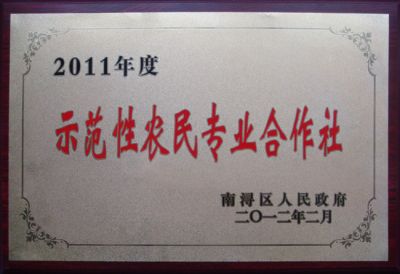 2011年度
示范性农民专业合作社
南浔区人民政府
二〇一二年二月